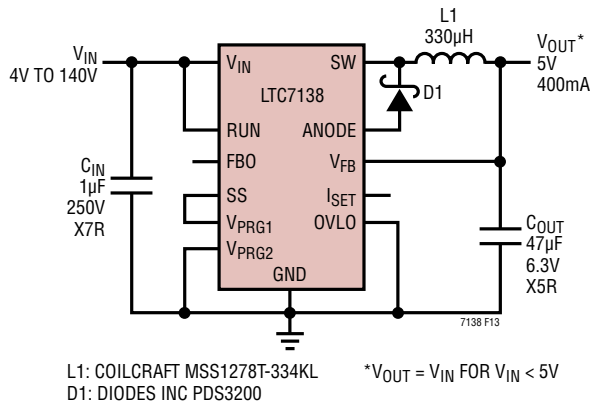 L1
330µH
VIN
4V TO 140V
VOUT*
5V
400mA
VIN
SW
LTC7138
D1
RUN
ANODE
FBO
VFB
CIN
1µF
250V
X7R
SS
ISET
VPRG1
OVLO
VPRG2
GND
COUT
47µF
6.3V
X5R
7138 F13
L1: COILCRAFT MSS1278T-334KL
*VOUT = VIN FOR VIN < 5V
D1: DIODES INC PDS3200